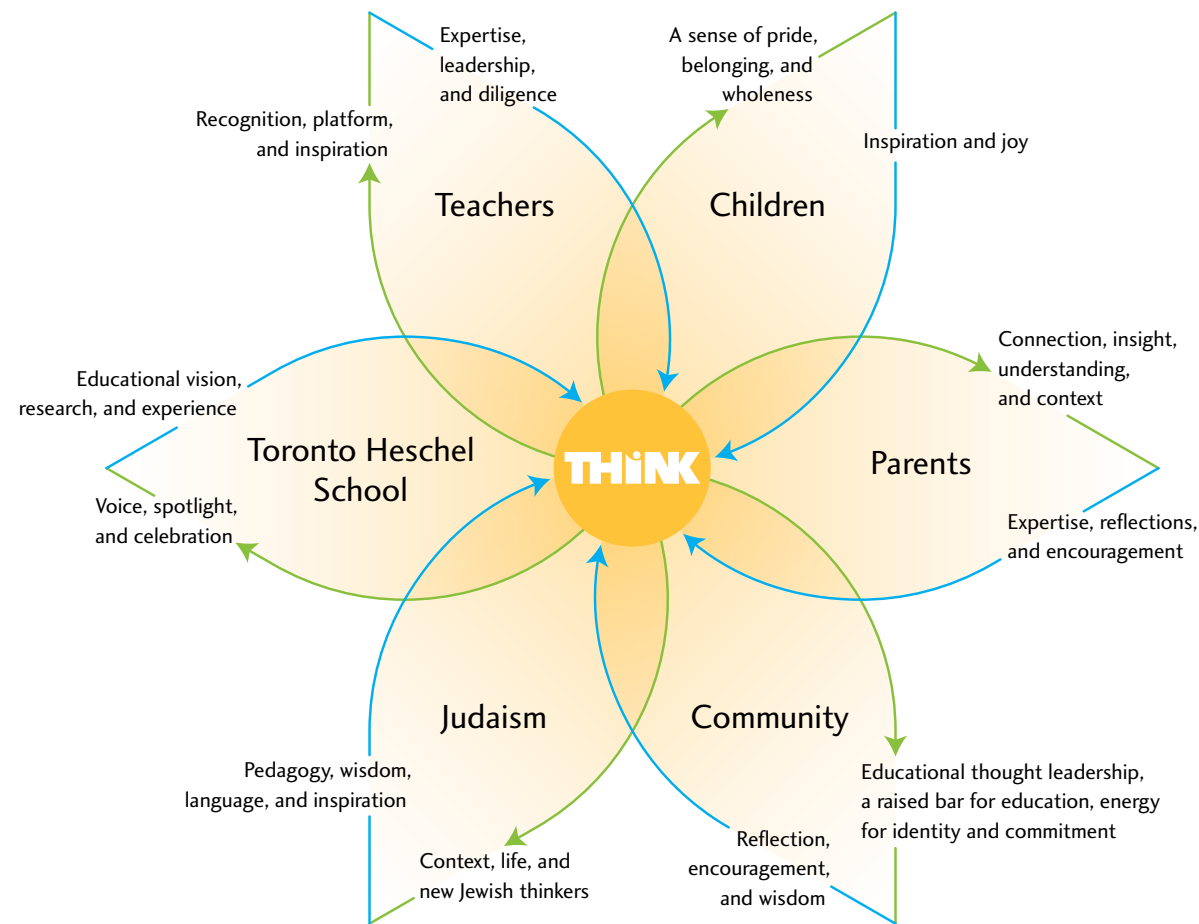 Expertise,
leadership,
and diligence
A sense of pride,
belonging, and
wholeness
Recognition, platform,
and inspiration
Inspiration and joy
Teachers
Children
Connection, insight,
understanding,
and context
Educational vision,
research, and experience
Toronto Heschel
School
THiNK
Parents
Voice, spotlight,
and celebration
Expertise, reflections,
and encouragement
Judaism
Community
Pedagogy, wisdom,
language, and inspiration
Educational thought leadership,
a raised bar for education, energy
for identity and commitment
Context, life, and
new Jewish thinkers
Reflection,
encouragement,
and wisdom